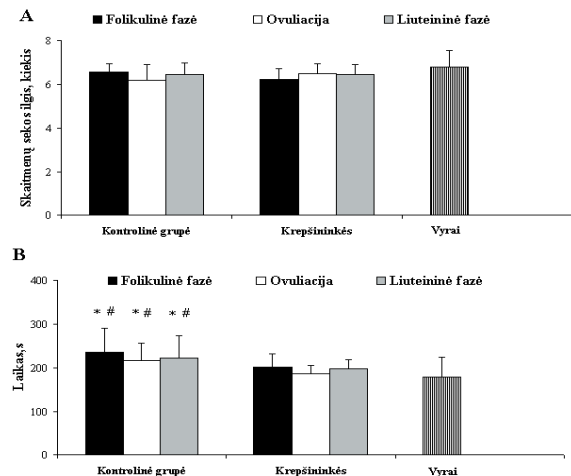 A
Folikulinė fazė Ovuliacija Liuteininė fazė
Skaitmenų sekos ilgis, kiekis
8
6
4
2
0
Kontrolinė grupė Krepšininkės Vyrai
B
Folikulinė fazė Ovuliacija Liuteininė fazė
Laikas,s
400
300
200
100
0
* # * # * #
Kontrolinė grupė Krepšininkės Vyrai